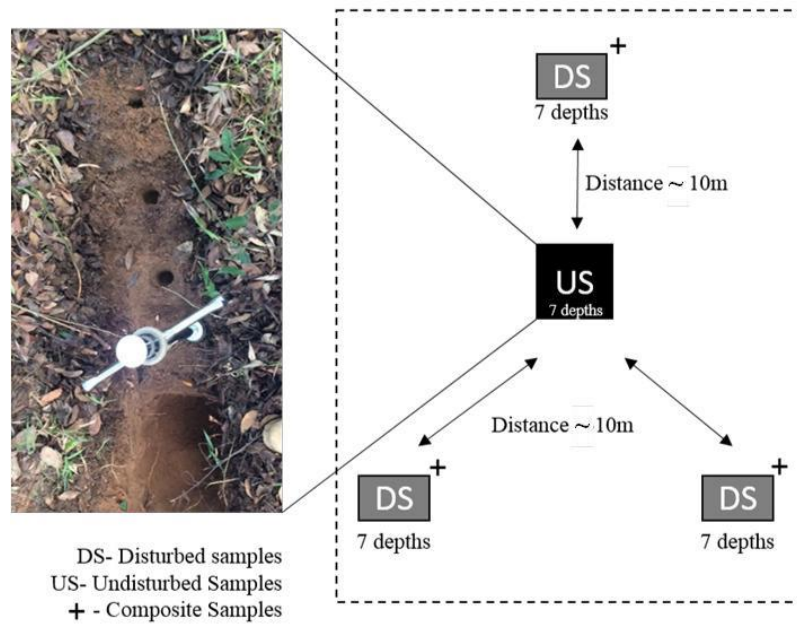 +
DS
7 depths
Distance ~ 10m
US
7 depths
Distance ~ 10m
+
DS
7 depths
+
DS
7 depths
DS- Disturbed samples
US- Undisturbed Samples
+ - Composite Samples